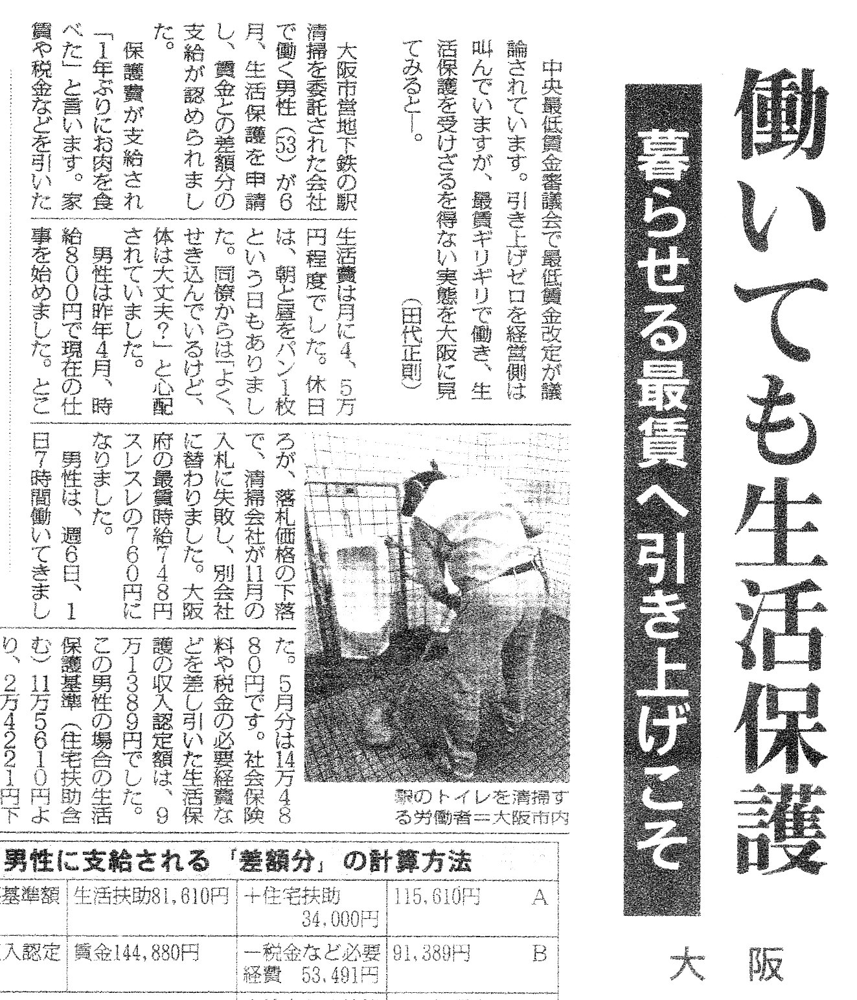 働いても生活保護
暮らせる最賃へ引き上げこそ
大阪
中央最低賃金審議会で最低賃金改定が議
論されています。引き上げゼロを経営側は
叫んでいますが、最賃ギリギリで働き、生
活保護を受けざるを得ない実態を大阪に見
てみると―。
（田代正則）
大阪市営地下鉄の駅
清掃を委託された会社
で働く男性（53）が6
月、生活保護を申請
し、賃金との差額分の
支給が認められまし
た。
保護費が支給され
「1年ぶりにお肉を食
べた」と言います。家
賃や税金などを引いた
生活費は月に4、5万
円程度でした。休日
は、朝と昼をパン1枚
という日もありまし
た。同僚からは「よく、
せき込んでいるけど、
体は大丈夫？」と心配
されていました。
男性は昨年4月、時
給800円で現在の仕
事を始めました。とこ
ろが、落札価格の下落
で、清掃会社が11月の
入札に失敗し、別会社
に替わりました。大阪
府の最賃時給748円
スレスレの760円に
なりました。
男性は、週6日、1
日7時間働いてきまし
た。5月分は14万48
80円です。社会保険
料や税金の必要経費な
どを差し引いた生活保
護の収入認定額は、9
万1389円でした。
この男性の場合の生活
保護基準（住宅扶助含
む）11万5610円よ
り、2万4221円下
駅のトイレを清掃す
る労働者＝大阪市内
男性に支給される「差額分」の計算方法
基準額 生活扶助81,610円 ＋住宅扶助 115,610円 A
34,000円
入認定 賃金144,880円 －税金など必要 91,389円 B
経費 53,491円